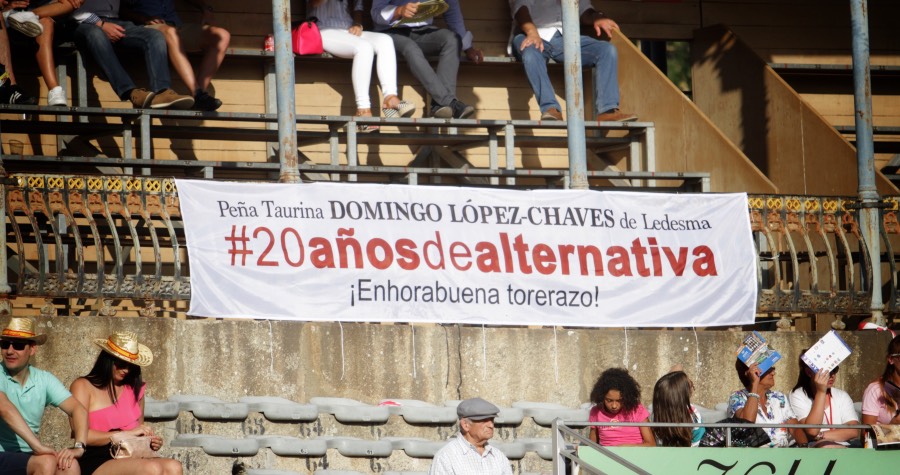 Peña Taurina DOMINGO LÓPEZ-CHAVES de Ledesma
#20añosdealternativa
¡Enhorabuena torerazo!